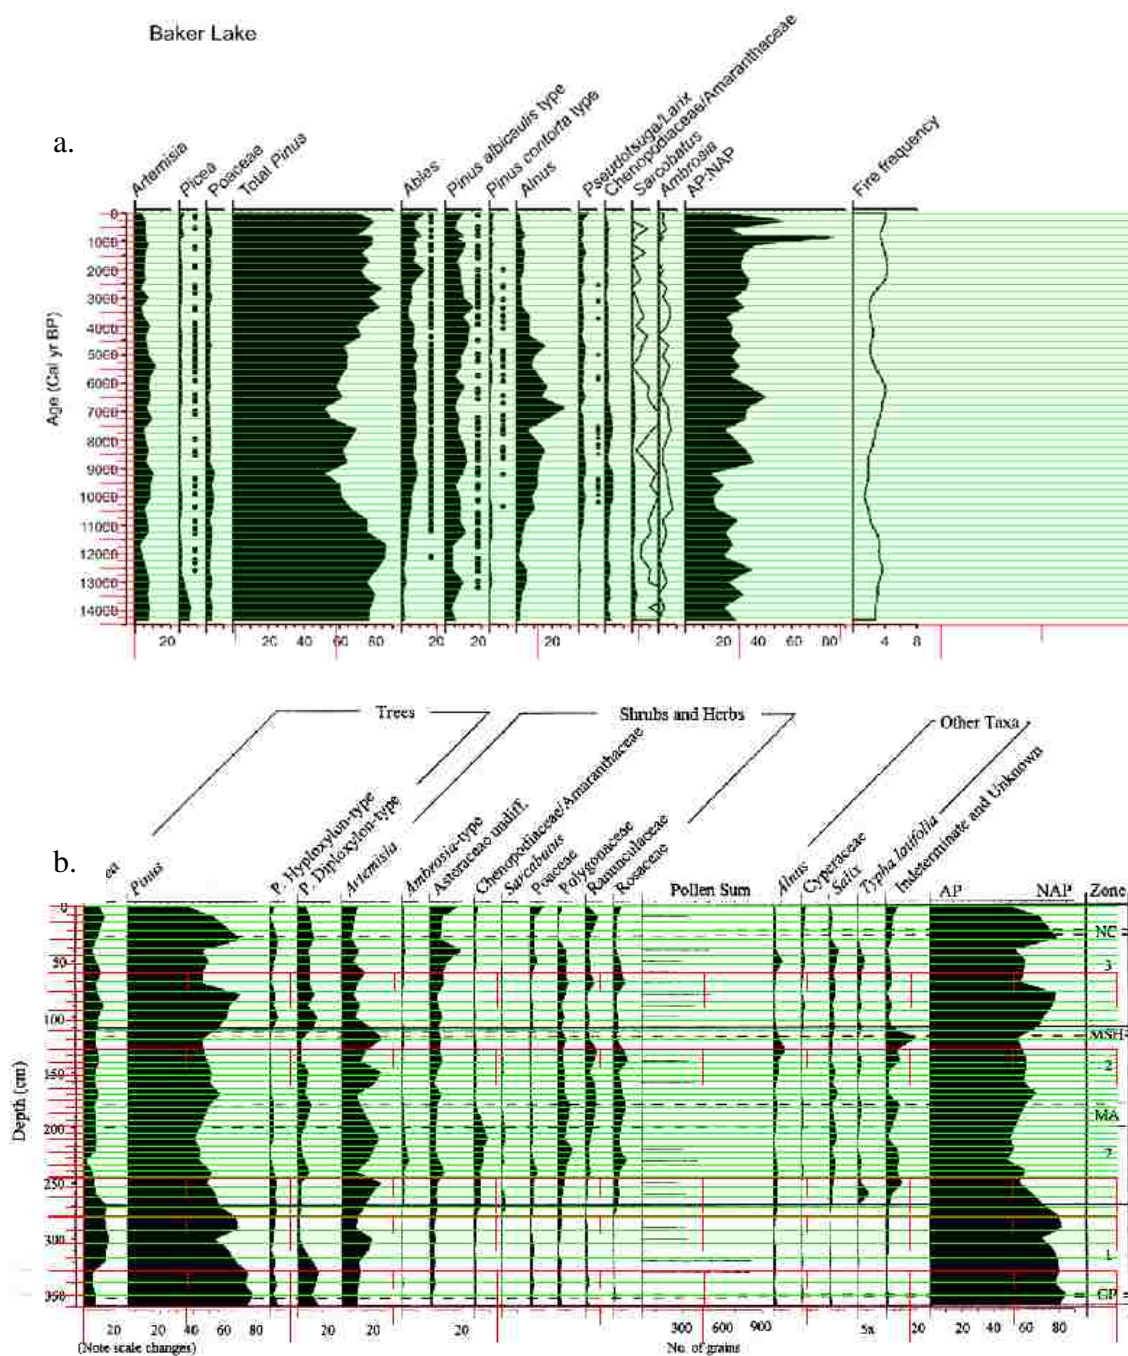 Baker Lake
a.
Artemisia
Picea
Poaceae
Total Pinus
Abies
Pinus albicaulis type
Pinus contorta type
Alnus
Pseudotsuga/Larix
Chenopodiaceae/Amaranthaceae
Sarcobatus
Ambrosia
AP:NAP
Fire frequency
Age (Cal yr BP)
0
1000
2000
3000
4000
5000
6000
7000
8000
9000
10000
11000
12000
13000
14000
20 20 40 60 80 20 20 20 20 40 60 80 4 8
Trees
Shrubs and Herbs
Other Taxa
b.
Pinus
P. Hyploxylon-type
P. Diploxylon-type
Artemisia
Ambrosia-type
Asteraceae undiff.
Chenopodiaceae/Amaranthaceae
Sarcabatus
Poaceae
Polygonaceae
Ranunculaceae
Rosaceae
Pollen Sum
Alnus
Cyperaceae
Salix
Typha latifolia
Indeterminate and Unknown
AP NAP Zone
Depth (cm)
0
50
100
150
200
250
300
350
NC
3
MSH
2
MA
2
1
GP
20 20 40 60 80 20 20 20 300 600 900 5x 20 20 40 60 80
(Note scale changes) No. of grains